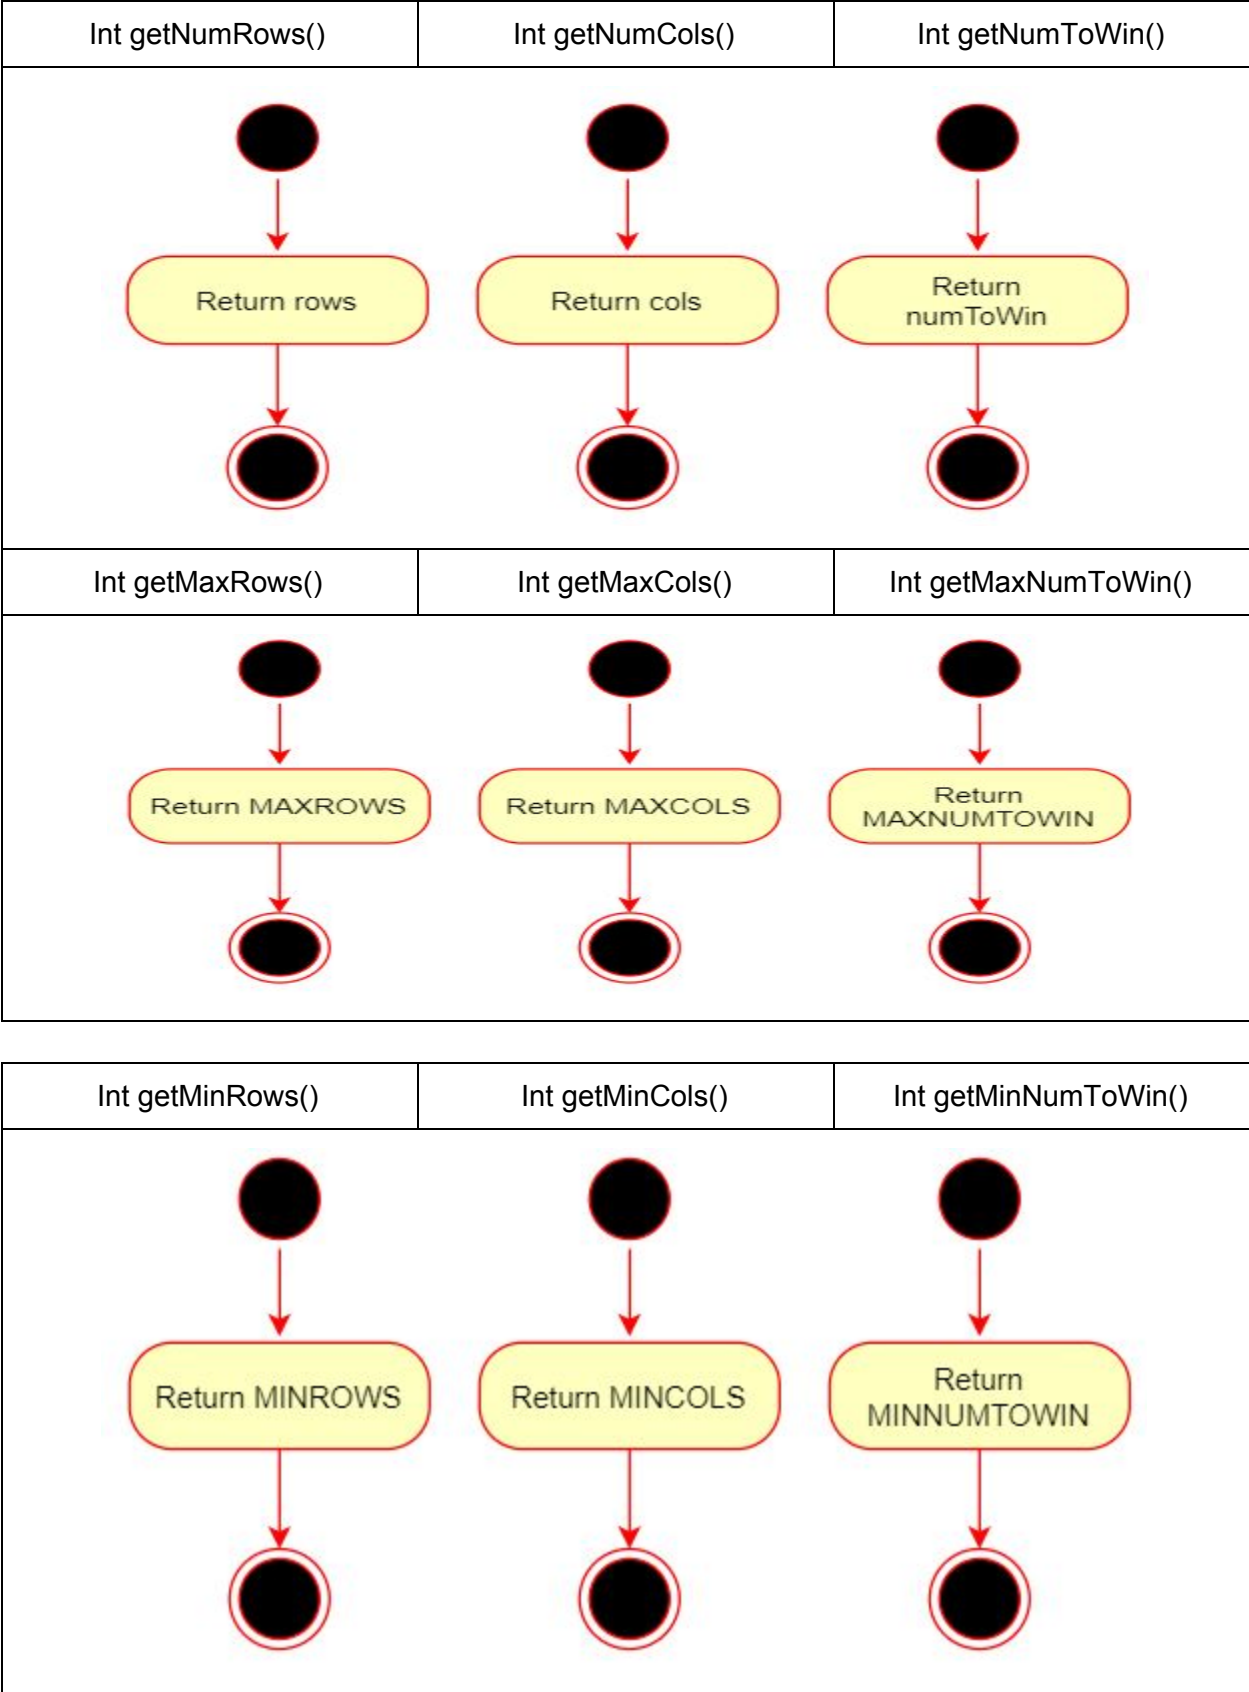 Int getNumRows()
Int getNumCols()
Int getNumToWin()
Return rows
Return cols
Return
numToWin
Int getMaxRows()
Int getMaxCols()
Int getMaxNumToWin()
Return MAXROWS
Return MAXCOLS
Return
MAXNUMTOWIN
Int getMinRows()
Int getMinCols()
Int getMinNumToWin()
Return MINROWS
Return MINCOLS
Return
MINNUMTOWIN